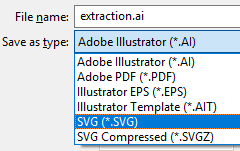 File name: extraction.ai
Save as type: Adobe Illustrator (*.AI)
Adobe Illustrator (*.AI)
Adobe PDF (*.PDF)
Illustrator EPS (*.EPS)
Illustrator Template (*.AIT)
SVG (*.SVG)
SVG Compressed (*.SVGZ)